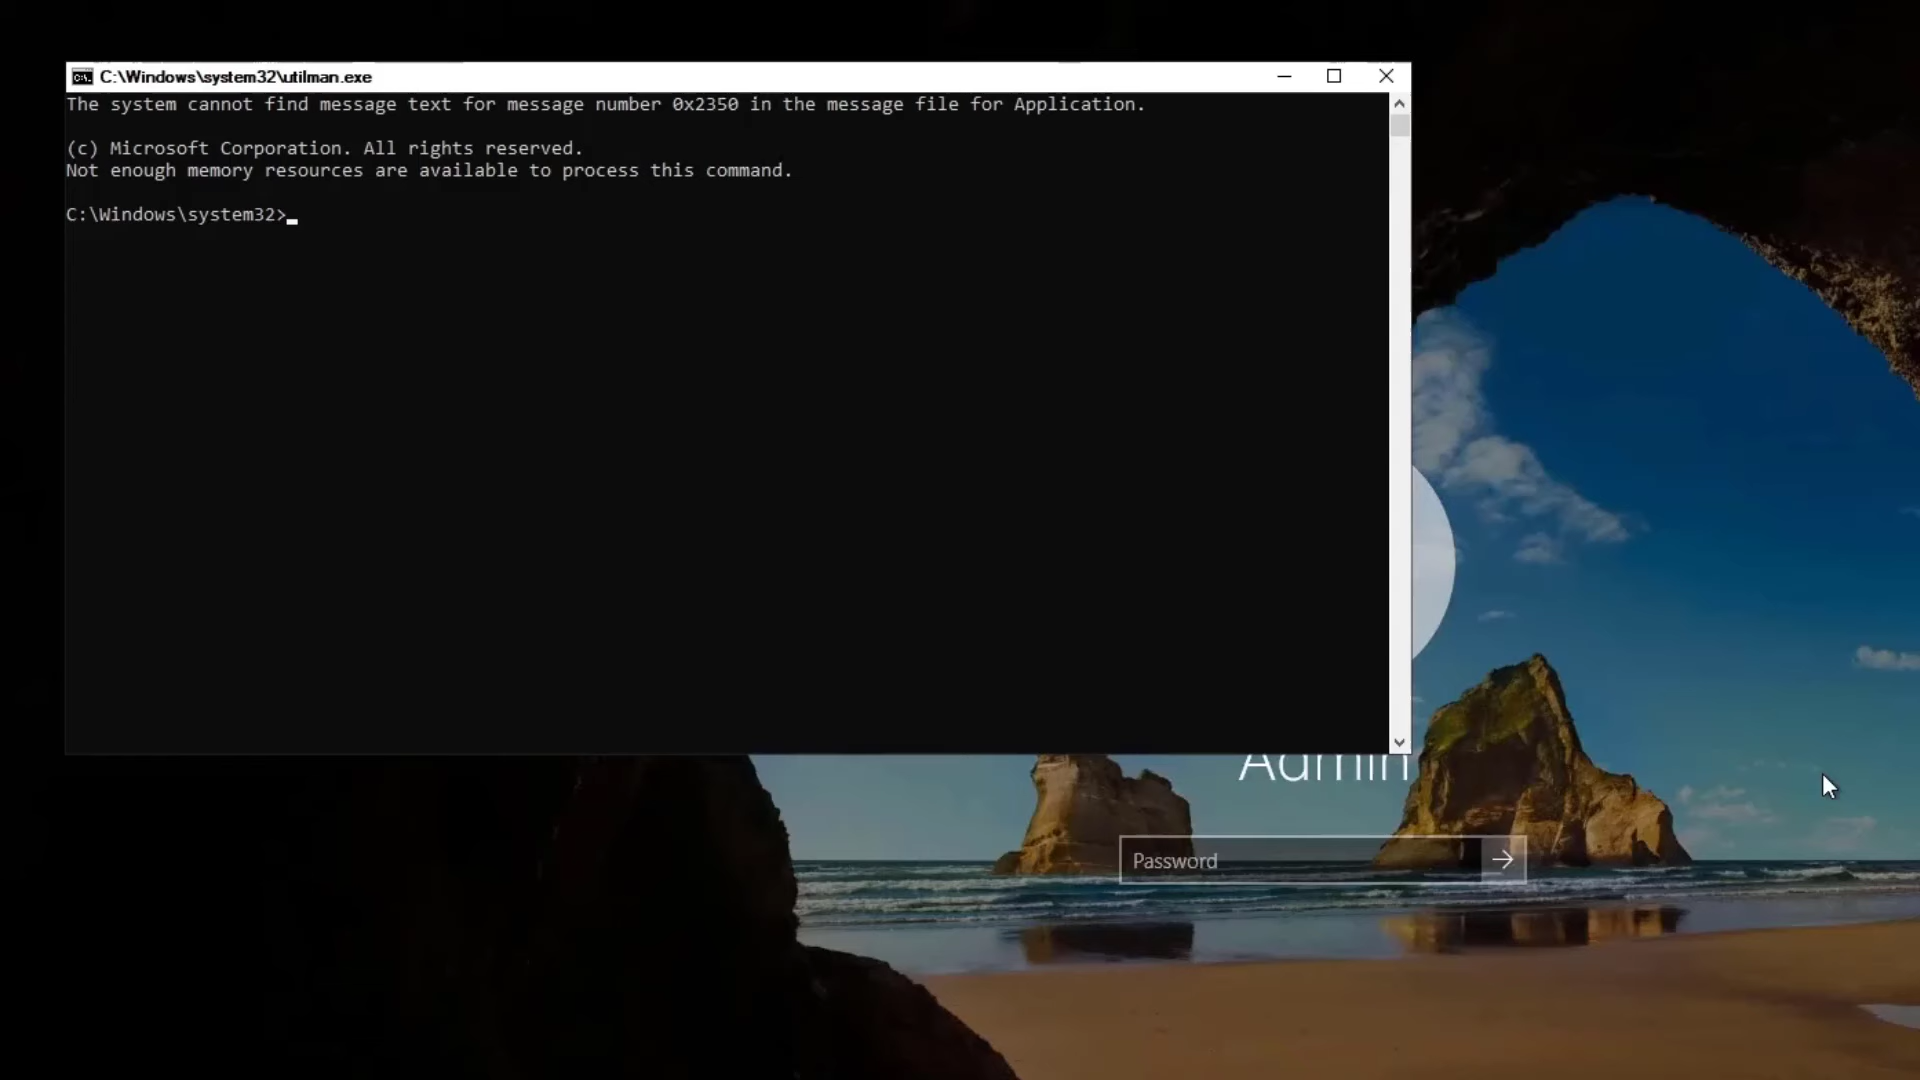 C:\Windows\system32\utilman.exe
The system cannot find message text for message number 0x2350 in the message file for Application.
(c) Microsoft Corporation. All rights reserved.
Not enough memory resources are available to process this command.
C:\Windows\system32>
Admin
Password